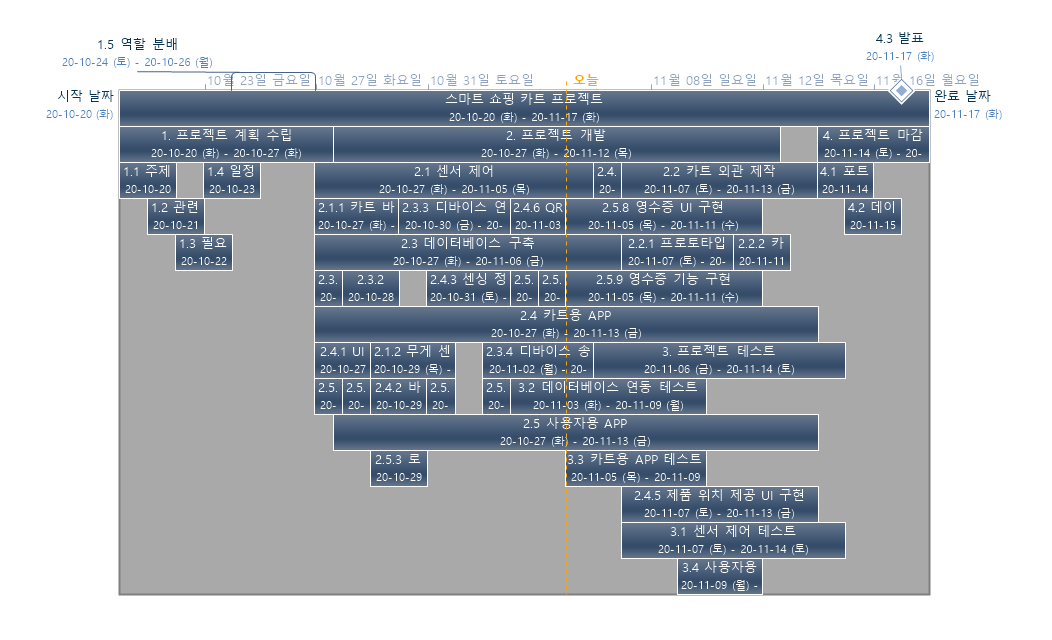 1.5 역할 분배
20-10-24 (토) - 20-10-26 (월)
4.3 발표
20-11-17 (화)
10월 23일 금요일
10월 27일 화요일
10월 31일 토요일
오늘
11월 08일 일요일
11월 12일 목요일
11월 16일 월요일
시작 날짜
20-10-20 (화)
완료 날짜
20-11-17 (화)
스마트 쇼핑 카트 프로젝트
20-10-20 (화) - 20-11-17 (화)
1. 프로젝트 계획 수립
20-10-20 (화) - 20-10-27 (화)
2. 프로젝트 개발
20-10-27 (화) - 20-11-12 (목)
4. 프로젝트 마감
20-11-14 (토) - 20-
1.1 주제
20-10-20
1.4 일정
20-10-23
2.1 센서 제어
20-10-27 (화) - 20-11-05 (목)
2.4.
20-
2.2 카트 외관 제작
20-11-07 (토) - 20-11-13 (금)
4.1 포트
20-11-14
1.2 관련
20-10-21
2.1.1 카트 바
20-10-27 (화) -
2.3.3 디바이스 연
20-10-30 (금) - 20-
2.4.6 QR
20-11-03
2.5.8 영수증 UI 구현
20-11-05 (목) - 20-11-11 (수)
4.2 데이
20-11-15
1.3 필요
20-10-22
2.3 데이터베이스 구축
20-10-27 (화) - 20-11-06 (금)
2.2.1 프로토타입
20-11-07 (토) - 20-
2.2.2 카
20-11-11
2.3.
20-
2.3.2
20-10-28
2.4.3 센싱 정
20-10-31 (토) -
2.5.
20-
2.5.
20-
2.5.9 영수증 기능 구현
20-11-05 (목) - 20-11-11 (수)
2.4 카트용 APP
20-10-27 (화) - 20-11-13 (금)
2.4.1 UI
20-10-27
2.1.2 무게 센
20-10-29 (목) -
2.3.4 디바이스 송
20-11-02 (월) - 20-
3. 프로젝트 테스트
20-11-06 (금) - 20-11-14 (토)
2.5.
20-
2.5.
20-
2.4.2 바
20-10-29
2.5.
20-
2.5.
20-
3.2 데이터베이스 연동 테스트
20-11-03 (화) - 20-11-09 (월)
2.5 사용자용 APP
20-10-27 (화) - 20-11-13 (금)
2.5.3 로
20-10-29
3.3 카트용 APP 테스트
20-11-05 (목) - 20-11-09
2.4.5 제품 위치 제공 UI 구현
20-11-07 (토) - 20-11-13 (금)
3.1 센서 제어 테스트
20-11-07 (토) - 20-11-14 (토)
3.4 사용자용
20-11-09 (월) -